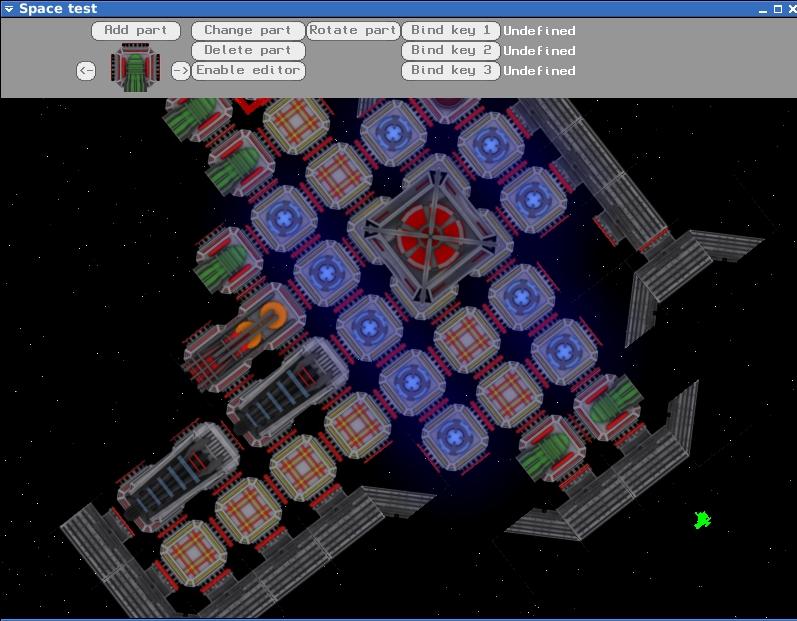 Space test
Add part Change part Rotate part Bind key 1 Undefined
Delete part Bind key 2 Undefined
<- -> Enable editor Bind key 3 Undefined